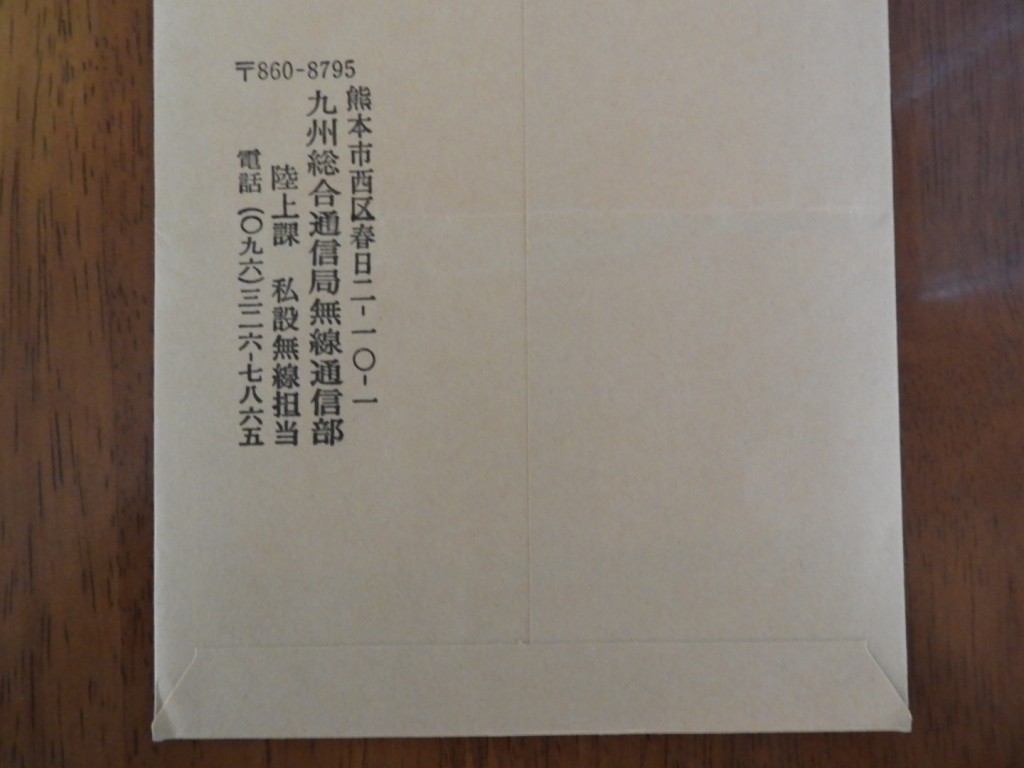 〒860-8795
熊本市西区春日二-一〇-一
九州総合通信局無線通信部
陸上課　私設無線担当
電話（〇九六）三二六-七八六五